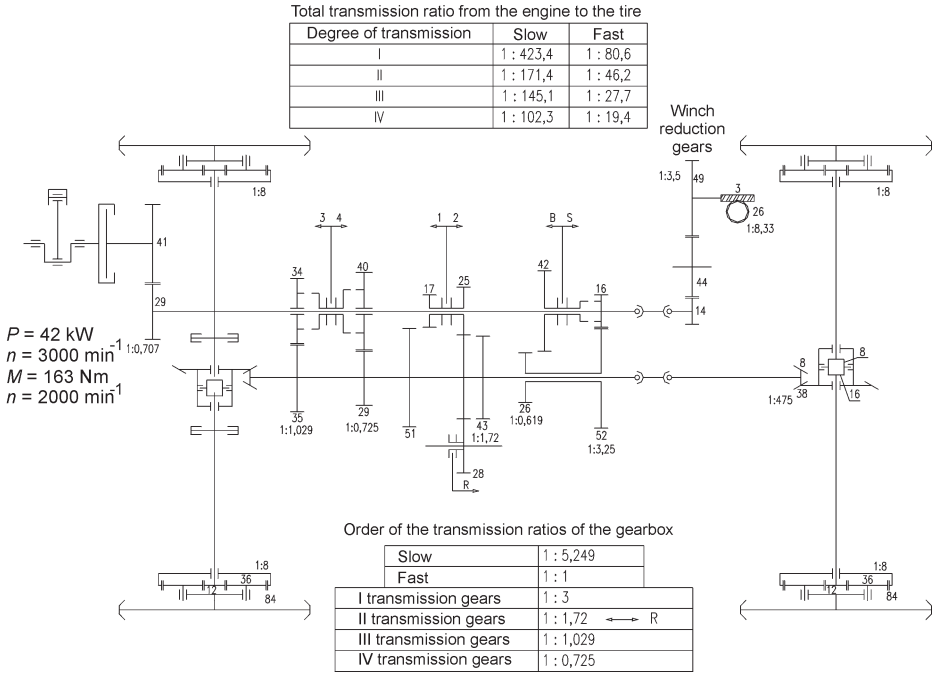 Total transmission ratio from the engine to the tire
Degree of transmission Slow Fast
I 1 : 423,4 1 : 80,6
II 1 : 171,4 1 : 46,2
III 1 : 145,1 1 : 27,7
IV 1 : 102,3 1 : 19,4
Winch
reduction
gears
1:3,5 49
3
26
1:8,33
1:8
1:8
41
29
1:0,707
3 4
1 2
B S
34
40
17
25
42
16
44
14
P = 42 kW
n = 3000 min-1
M = 163 Nm
n = 2000 min-1
35
1:1,029
29
1:0,725
51
43
1:1,72
26
1:0,619
52
1:3,25
28
R
8
38
1:475
8
16
1:8
36
12
84
1:8
36
12
84
Order of the transmission ratios of the gearbox
Slow 1 : 5,249
Fast 1 : 1
I transmission gears 1 : 3
II transmission gears 1 : 1,72 ↔ R
III transmission gears 1 : 1,029
IV transmission gears 1 : 0,725